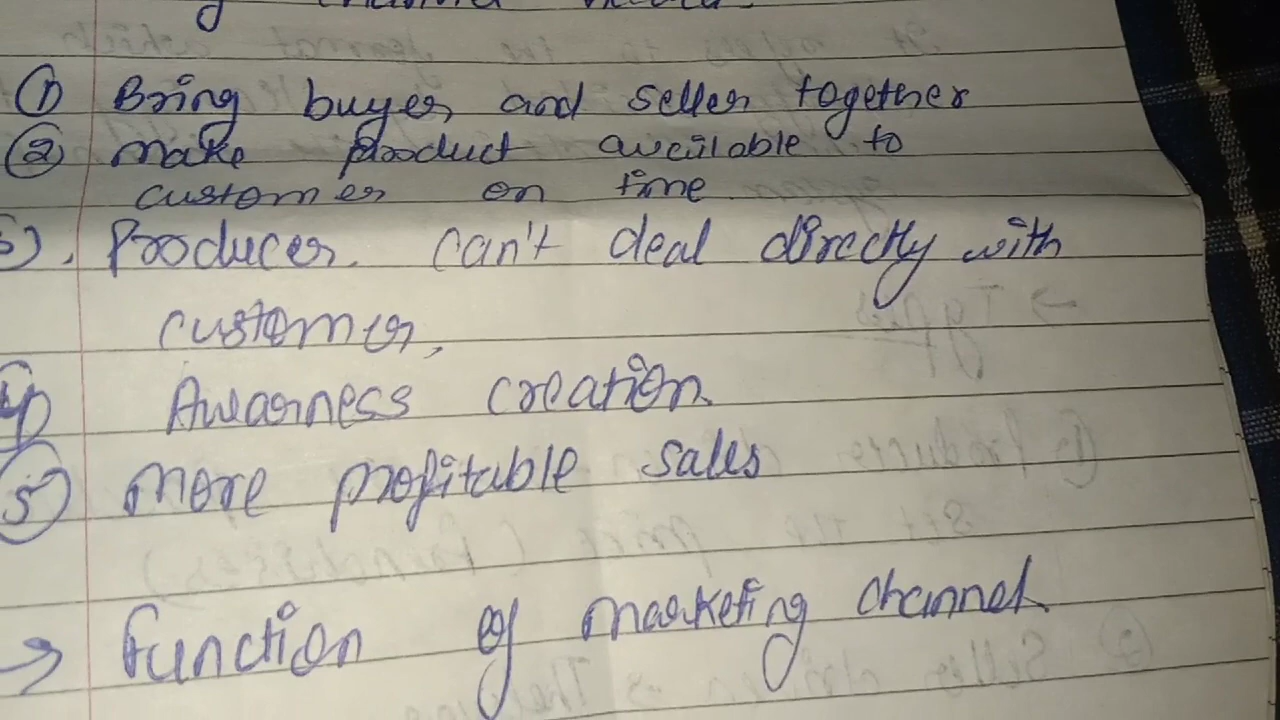 ① Bring buyer and seller together
② make product available to
customer on time
3). Producer can't deal directly with
customer,
④ Awarness creation
⑤ more profitable sales
→ Function of marketing channel